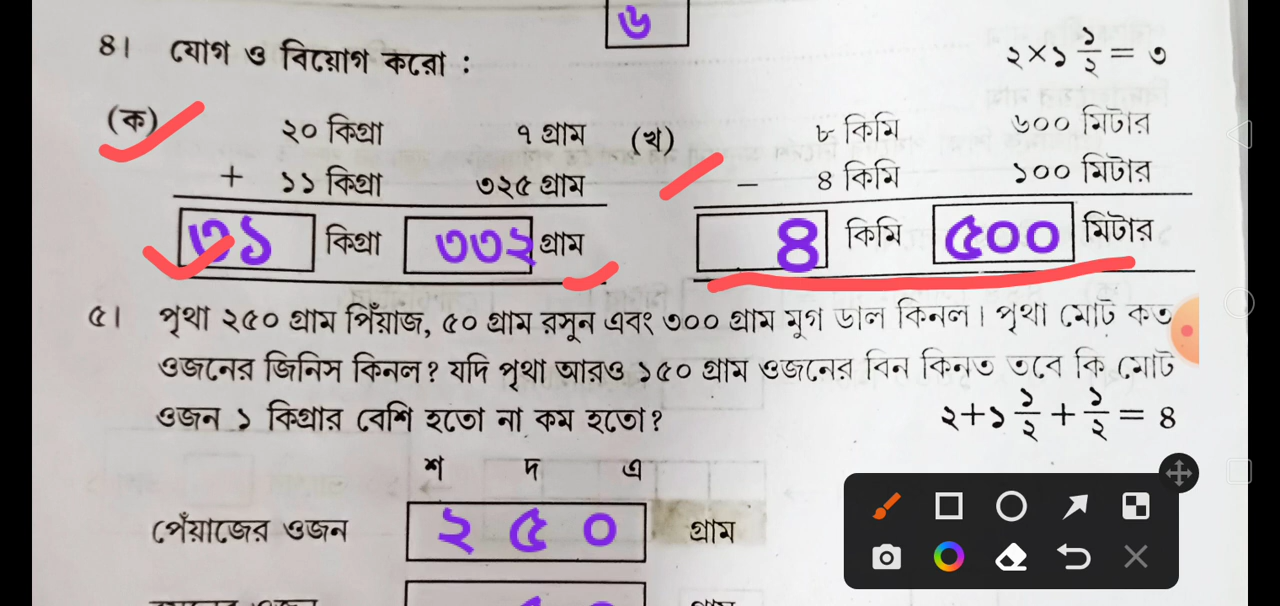 ৬
৪। যোগ ও বিয়োগ করো :
২×১ ১/২ = ৩
(ক) ২০ কিগ্রা ৭ গ্রাম
+ ১১ কিগ্রা ৩২৫ গ্রাম
৩১ কিগ্রা ৩৩২ গ্রাম
(খ) ৮ কিমি ৬০০ মিটার
– ৪ কিমি ১০০ মিটার
৪ কিমি ৫০০ মিটার
৫। পৃথা ২৫০ গ্রাম পিঁয়াজ, ৫০ গ্রাম রসুন এবং ৩০০ গ্রাম মুগ ডাল কিনল। পৃথা মোট কত
ওজনের জিনিস কিনল? যদি পৃথা আরও ১৫০ গ্রাম ওজনের বিন কিনত তবে কি মোট
ওজন ১ কিগ্রার বেশি হতো না কম হতো?
২+১ ১/২ + ১/২ = ৪
শ দ এ
পেঁয়াজের ওজন ২ ৫ ০ গ্রাম